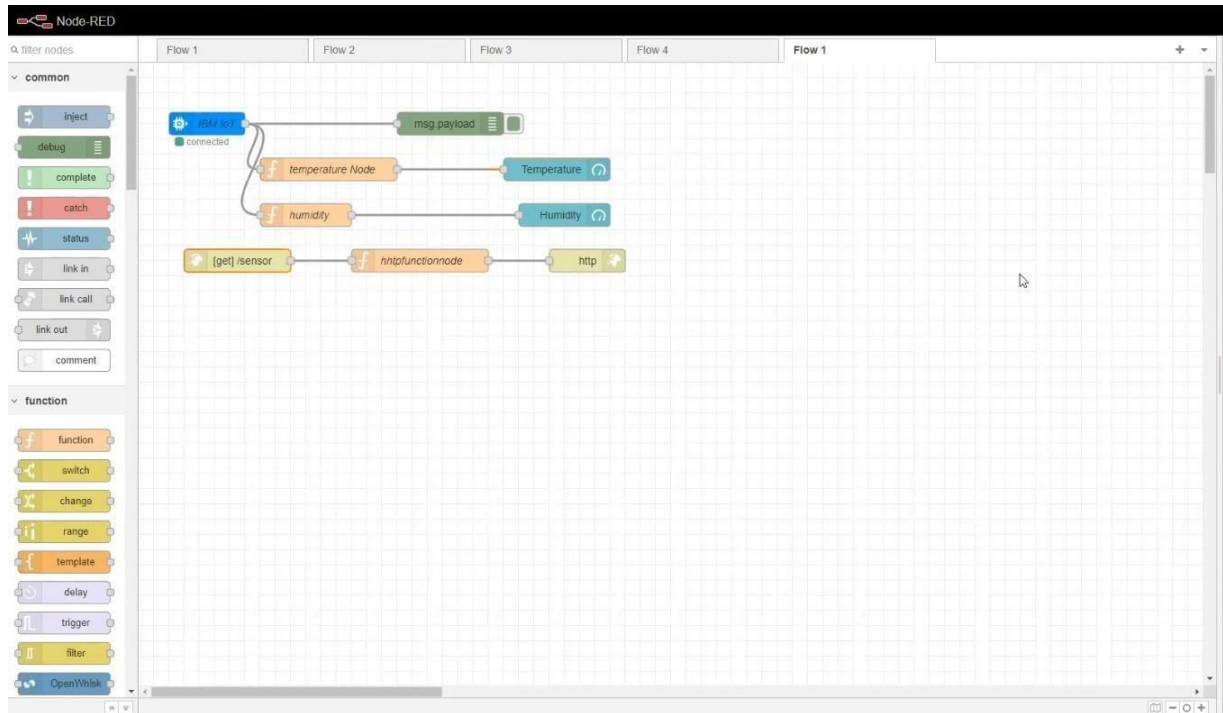 Node-RED
filter nodes
Flow 1
Flow 2
Flow 3
Flow 4
Flow 1
common
inject
debug
complete
catch
status
link in
link call
link out
comment
function
function
switch
change
range
template
delay
trigger
filter
OpenWhisk
IBM IoT
connected
msg.payload
temperature Node
Temperature
humidity
Humidity
[get] /sensor
hhtpfunctionnode
http